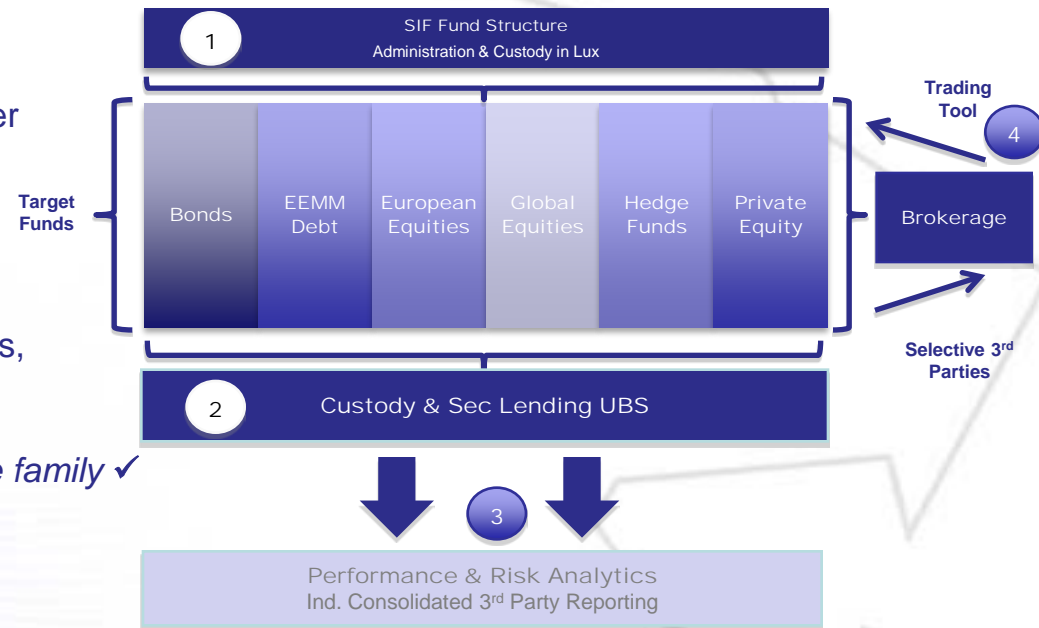 1
SIF Fund Structure
Administration & Custody in Lux
er
Target
Funds
Bonds
EEMM
Debt
European
Equities
Global
Equities
Hedge
Funds
Private
Equity
Trading
Tool
4
Brokerage
s,
Selective 3rd
Parties
2
Custody & Sec Lending UBS
e family ✓
3
Performance & Risk Analytics
Ind. Consolidated 3rd Party Reporting